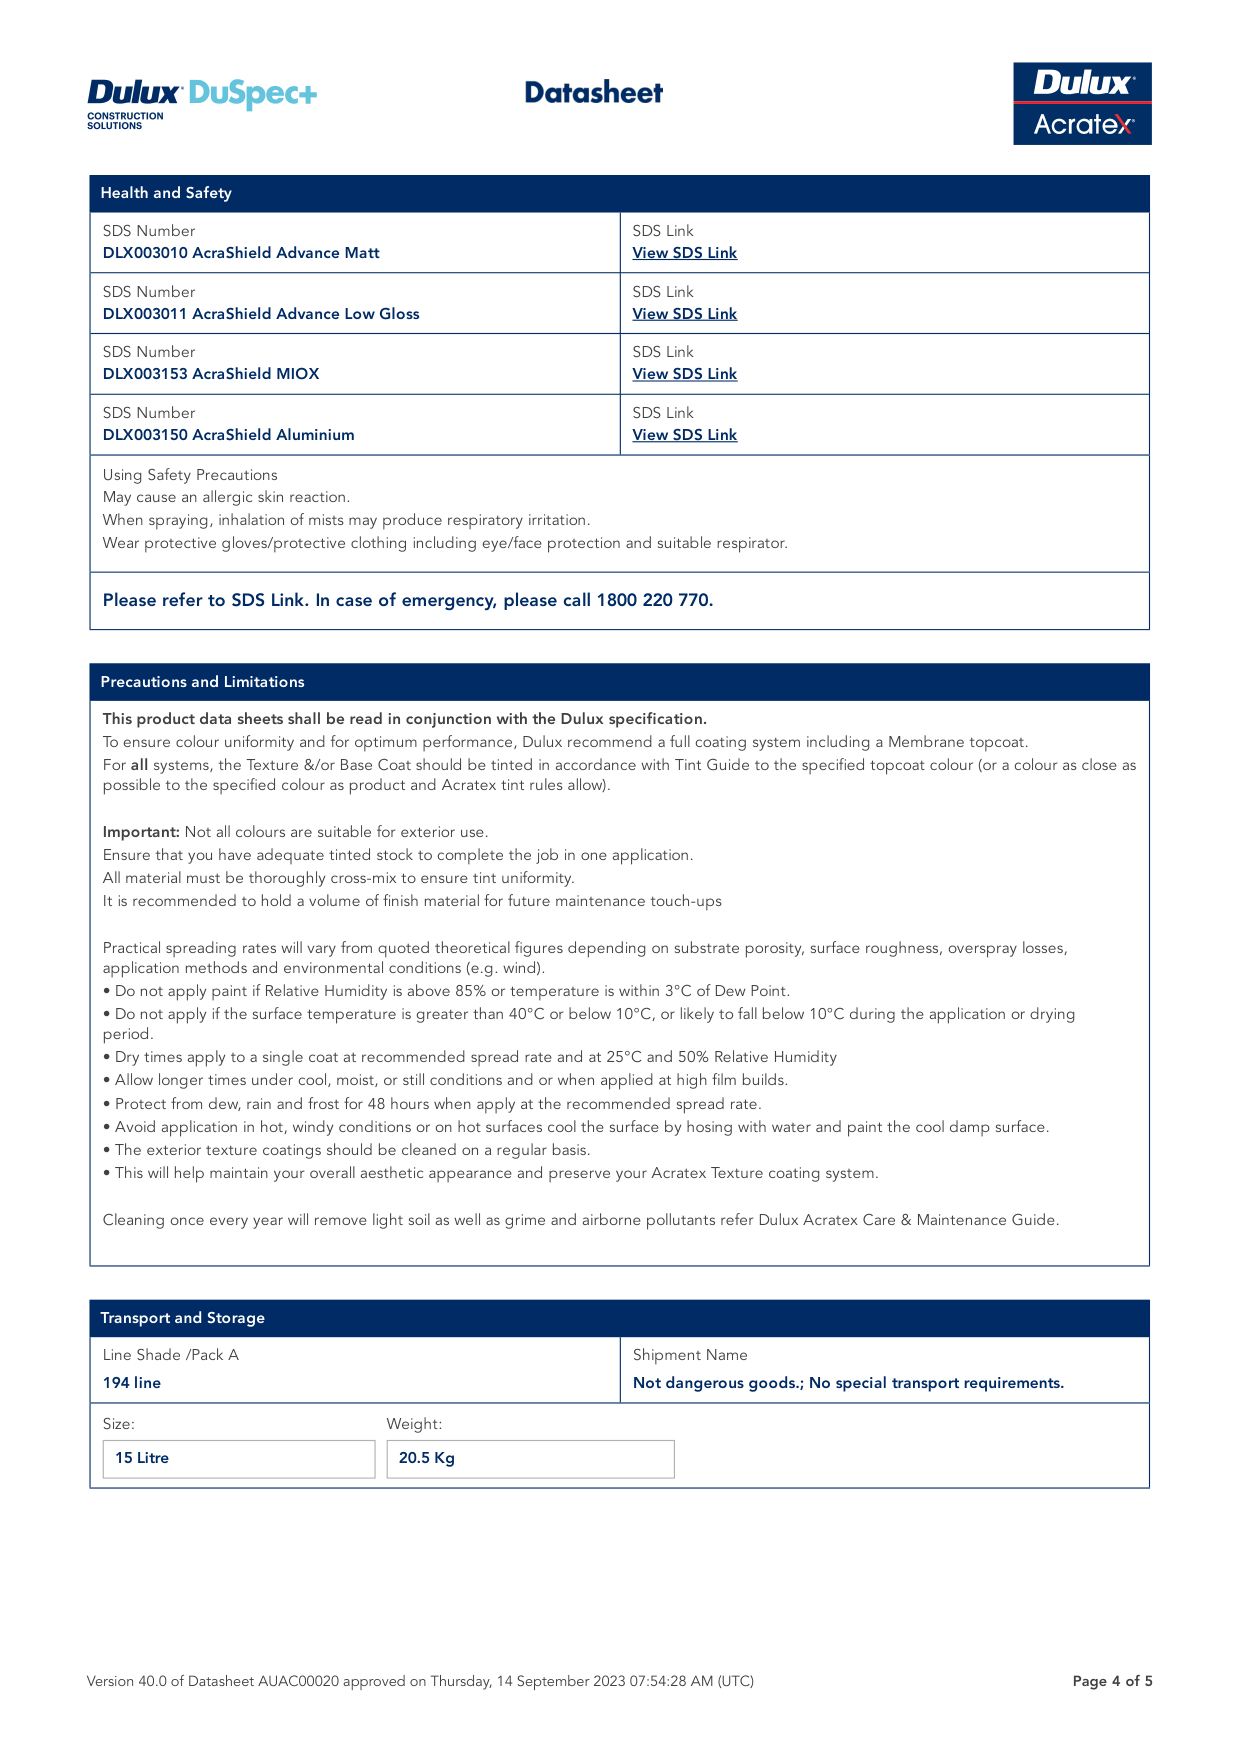 Dulux DuSpec+
CONSTRUCTION
SOLUTIONS
Datasheet
Dulux
Acratex
Health and Safety
SDS Number
DLX003010 AcraShield Advance Matt
SDS Link
View SDS Link
SDS Number
DLX003011 AcraShield Advance Low Gloss
SDS Link
View SDS Link
SDS Number
DLX003153 AcraShield MIOX
SDS Link
View SDS Link
SDS Number
DLX003150 AcraShield Aluminium
SDS Link
View SDS Link
Using Safety Precautions
May cause an allergic skin reaction.
When spraying, inhalation of mists may produce respiratory irritation.
Wear protective gloves/protective clothing including eye/face protection and suitable respirator.
Please refer to SDS Link. In case of emergency, please call 1800 220 770.
Precautions and Limitations
This product data sheets shall be read in conjunction with the Dulux specification.
To ensure colour uniformity and for optimum performance, Dulux recommend a full coating system including a Membrane topcoat.
For all systems, the Texture &/or Base Coat should be tinted in accordance with Tint Guide to the specified topcoat colour (or a colour as close as
possible to the specified colour as product and Acratex tint rules allow).
Important: Not all colours are suitable for exterior use.
Ensure that you have adequate tinted stock to complete the job in one application.
All material must be thoroughly cross-mix to ensure tint uniformity.
It is recommended to hold a volume of finish material for future maintenance touch-ups
Practical spreading rates will vary from quoted theoretical figures depending on substrate porosity, surface roughness, overspray losses,
application methods and environmental conditions (e.g. wind).
• Do not apply paint if Relative Humidity is above 85% or temperature is within 3°C of Dew Point.
• Do not apply if the surface temperature is greater than 40°C or below 10°C, or likely to fall below 10°C during the application or drying
period.
• Dry times apply to a single coat at recommended spread rate and at 25°C and 50% Relative Humidity
• Allow longer times under cool, moist, or still conditions and or when applied at high film builds.
• Protect from dew, rain and frost for 48 hours when apply at the recommended spread rate.
• Avoid application in hot, windy conditions or on hot surfaces cool the surface by hosing with water and paint the cool damp surface.
• The exterior texture coatings should be cleaned on a regular basis.
• This will help maintain your overall aesthetic appearance and preserve your Acratex Texture coating system.
Cleaning once every year will remove light soil as well as grime and airborne pollutants refer Dulux Acratex Care & Maintenance Guide.
Transport and Storage
Line Shade /Pack A
194 line
Shipment Name
Not dangerous goods.; No special transport requirements.
Size:
15 Litre
Weight:
20.5 Kg
Version 40.0 of Datasheet AUAC00020 approved on Thursday, 14 September 2023 07:54:28 AM (UTC)
Page 4 of 5